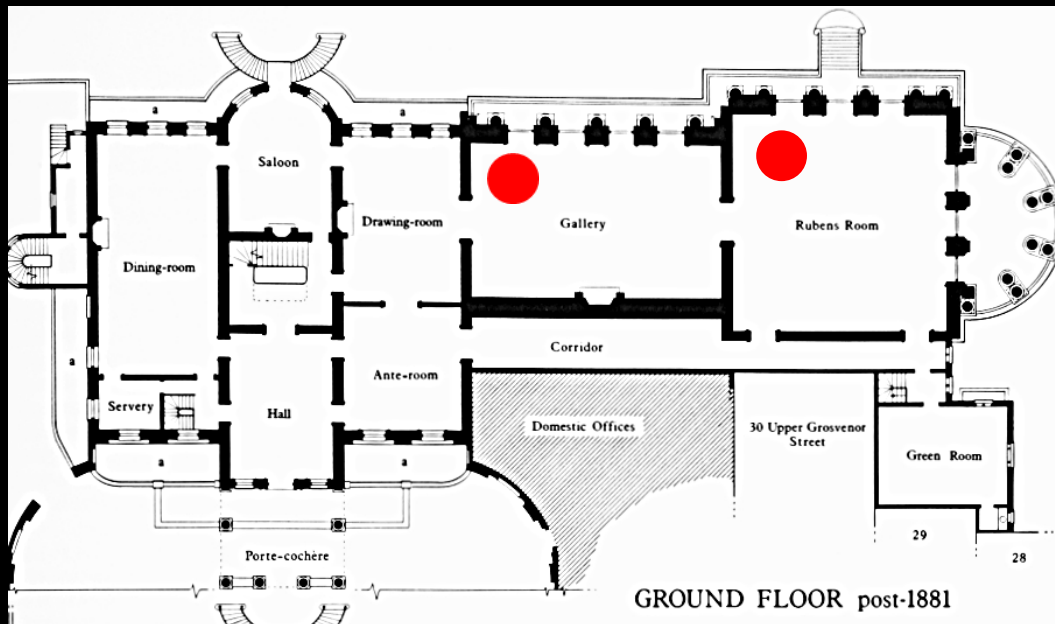 a
a
Saloon
Drawing-room
Gallery
Rubens Room
Dining-room
Corridor
a
Ante-room
Servery
Hall
Domestic Offices
30 Upper Grosvenor
Street
Green Room
a
a
29
28
Porte-cochère
GROUND FLOOR post-1881